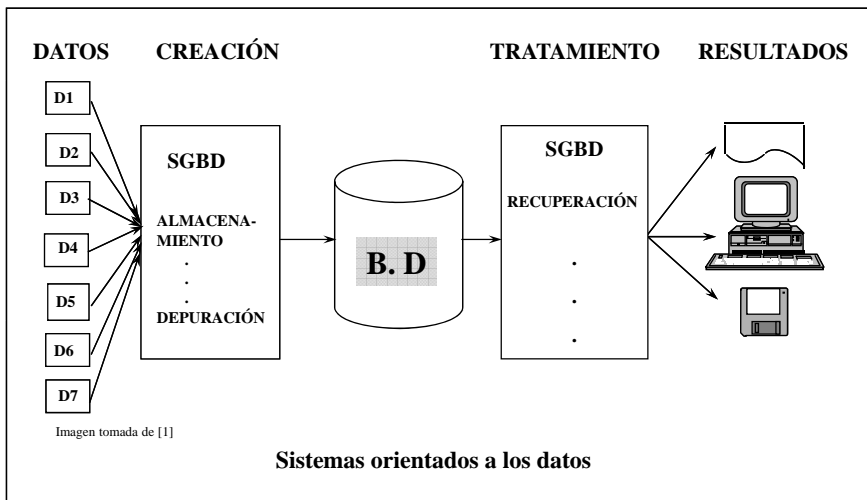 DATOS
CREACIÓN
TRATAMIENTO
RESULTADOS
D1
D2
D3
D4
D5
D6
D7
SGBD
ALMACENA-
MIENTO
.
.
.
DEPURACIÓN
B. D
SGBD
RECUPERACIÓN
.
.
.
Imagen tomada de [1]
Sistemas orientados a los datos